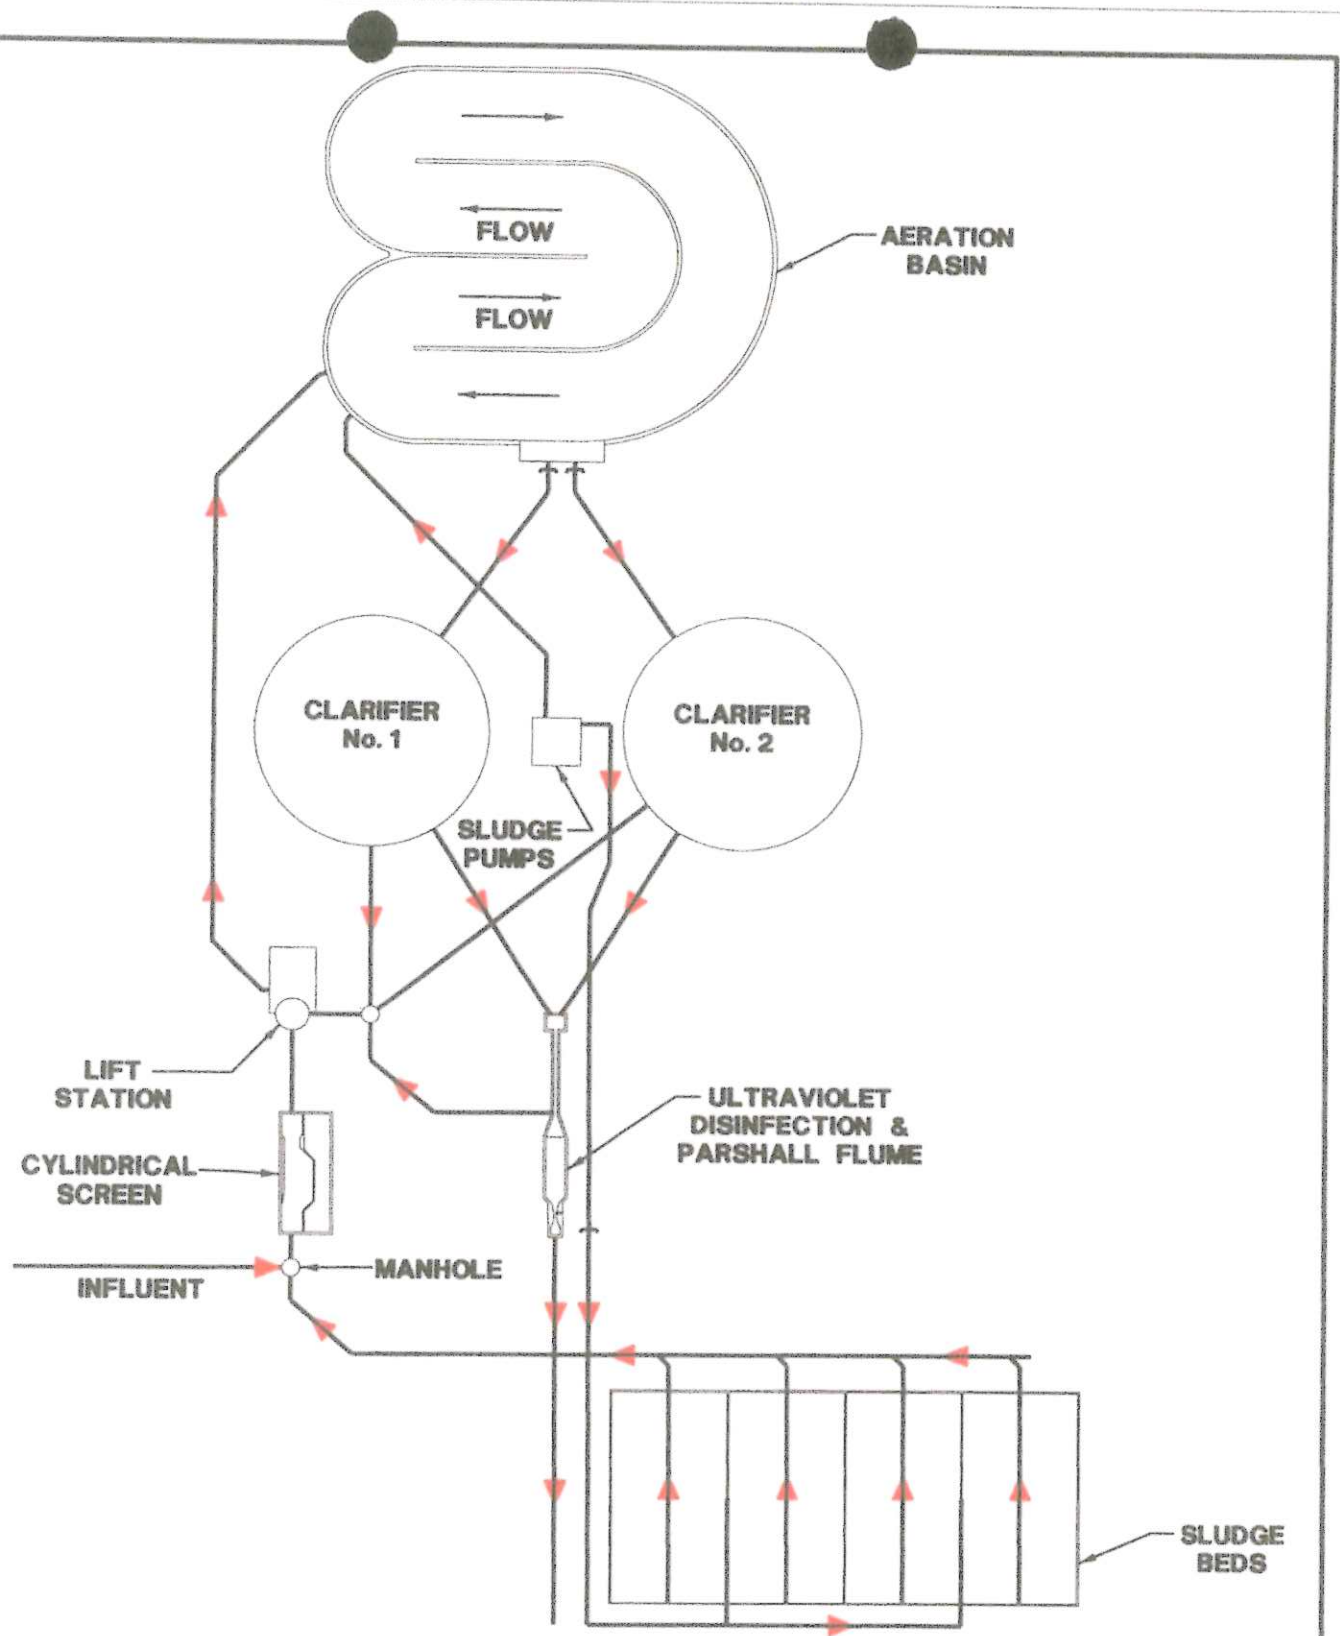 FLOW
FLOW
AERATION
BASIN
CLARIFIER
No. 1
CLARIFIER
No. 2
SLUDGE
PUMPS
LIFT
STATION
ULTRAVIOLET
DISINFECTION &
PARSHALL FLUME
CYLINDRICAL
SCREEN
MANHOLE
INFLUENT
SLUDGE
BEDS